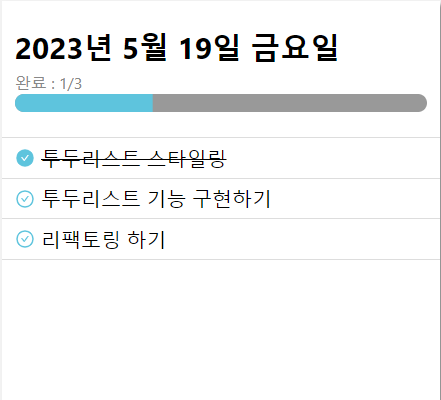 2023년 5월 19일 금요일
완료 : 1/3
투두리스트 스타일링
투두리스트 기능 구현하기
리팩토링 하기